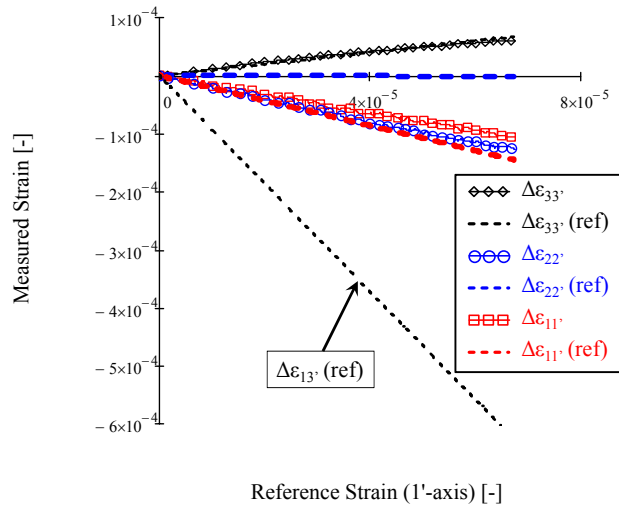 1×10⁻⁴
0
4×10⁻⁵
8×10⁻⁵
− 1×10⁻⁴
− 2×10⁻⁴
− 3×10⁻⁴
− 4×10⁻⁴
− 5×10⁻⁴
− 6×10⁻⁴
Measured Strain [-]
Reference Strain (1'-axis) [-]
Δε₁₃' (ref)
Δε₃₃'
Δε₃₃' (ref)
Δε₂₂'
Δε₂₂' (ref)
Δε₁₁'
Δε₁₁' (ref)